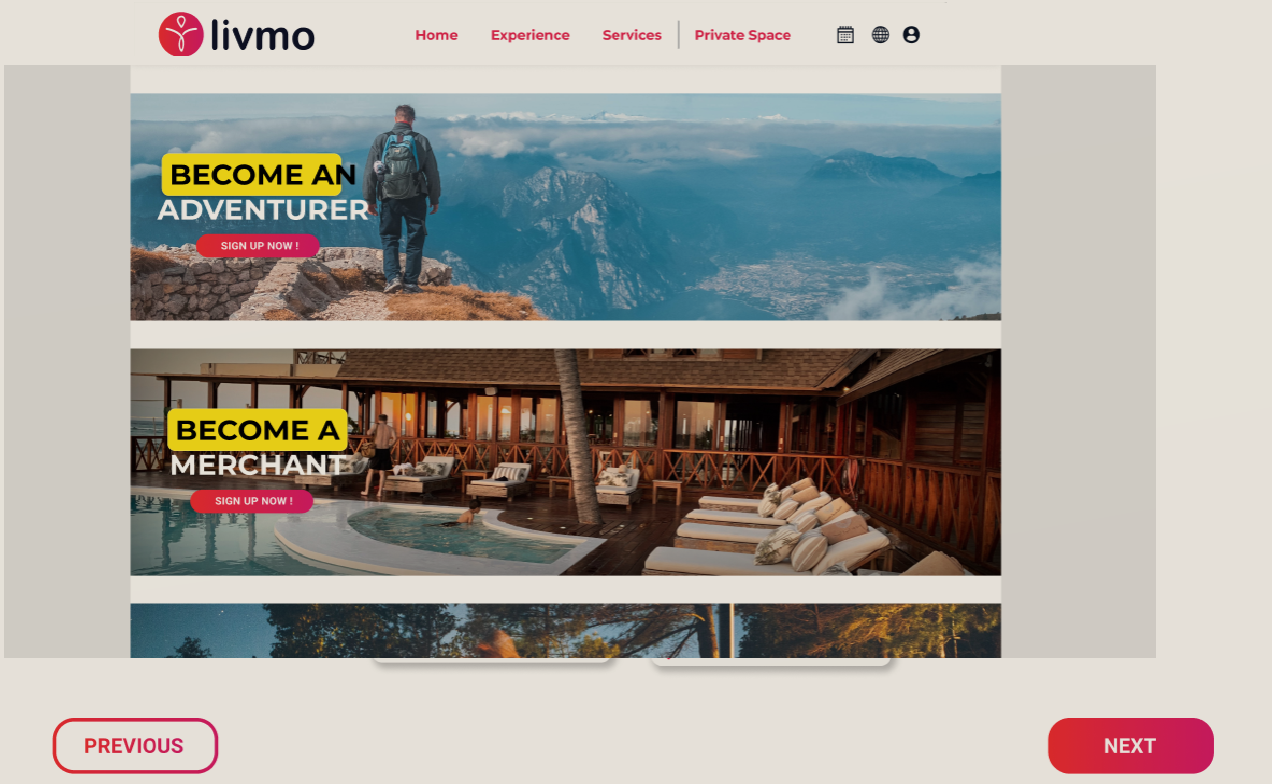 livmo
Home
Experience
Services
Private Space
BECOME AN
ADVENTURER
SIGN UP NOW !
BECOME A
MERCHANT
SIGN UP NOW !
PREVIOUS
NEXT